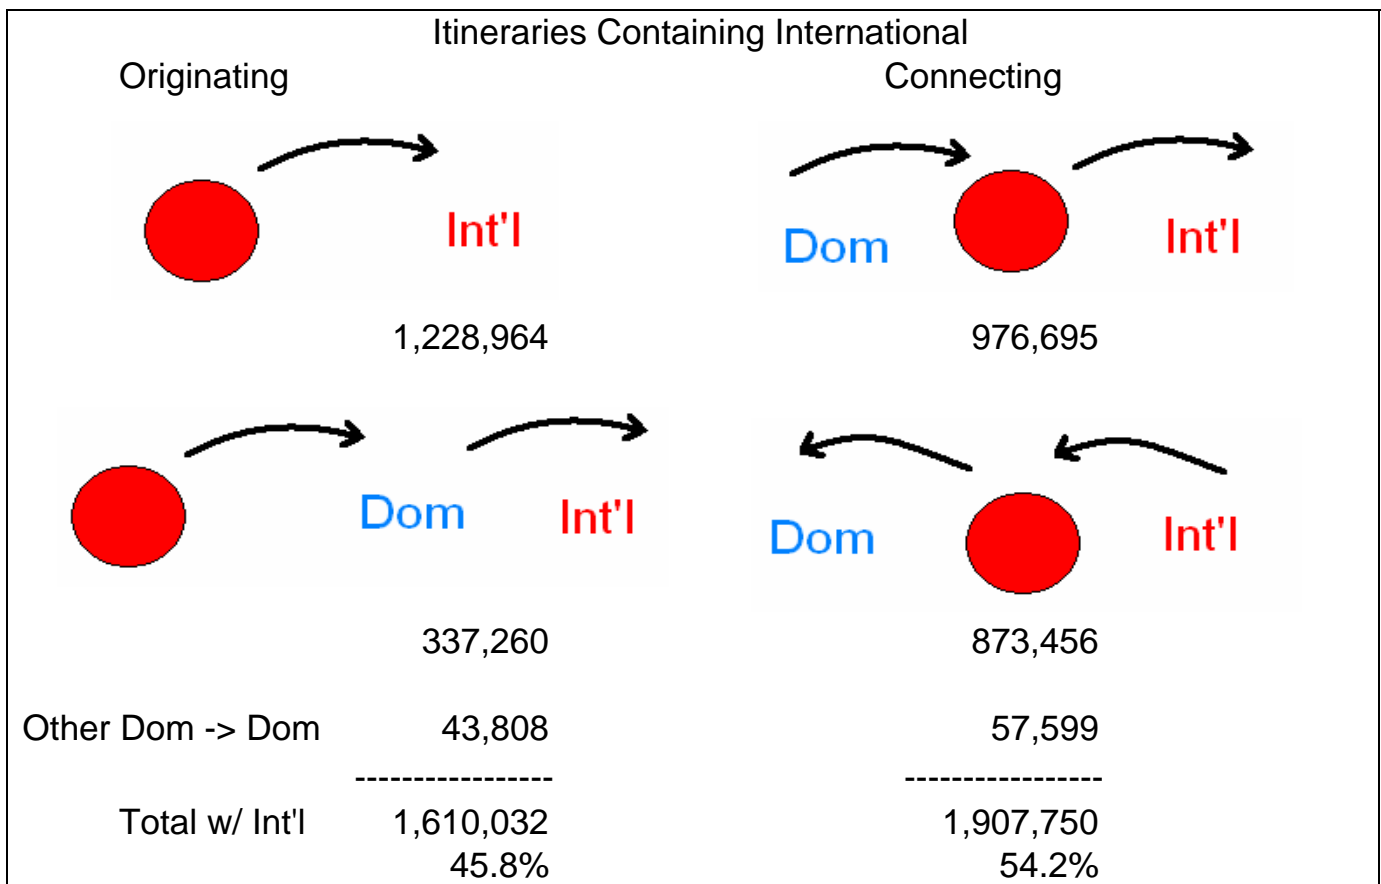 Itineraries Containing International
Originating Connecting
Int'l Dom Int'l
1,228,964 976,695
Dom Int'l Dom Int'l
337,260 873,456
Other Dom -> Dom 43,808 57,599
----------------- -----------------
Total w/ Int'l 1,610,032 1,907,750
45.8% 54.2%